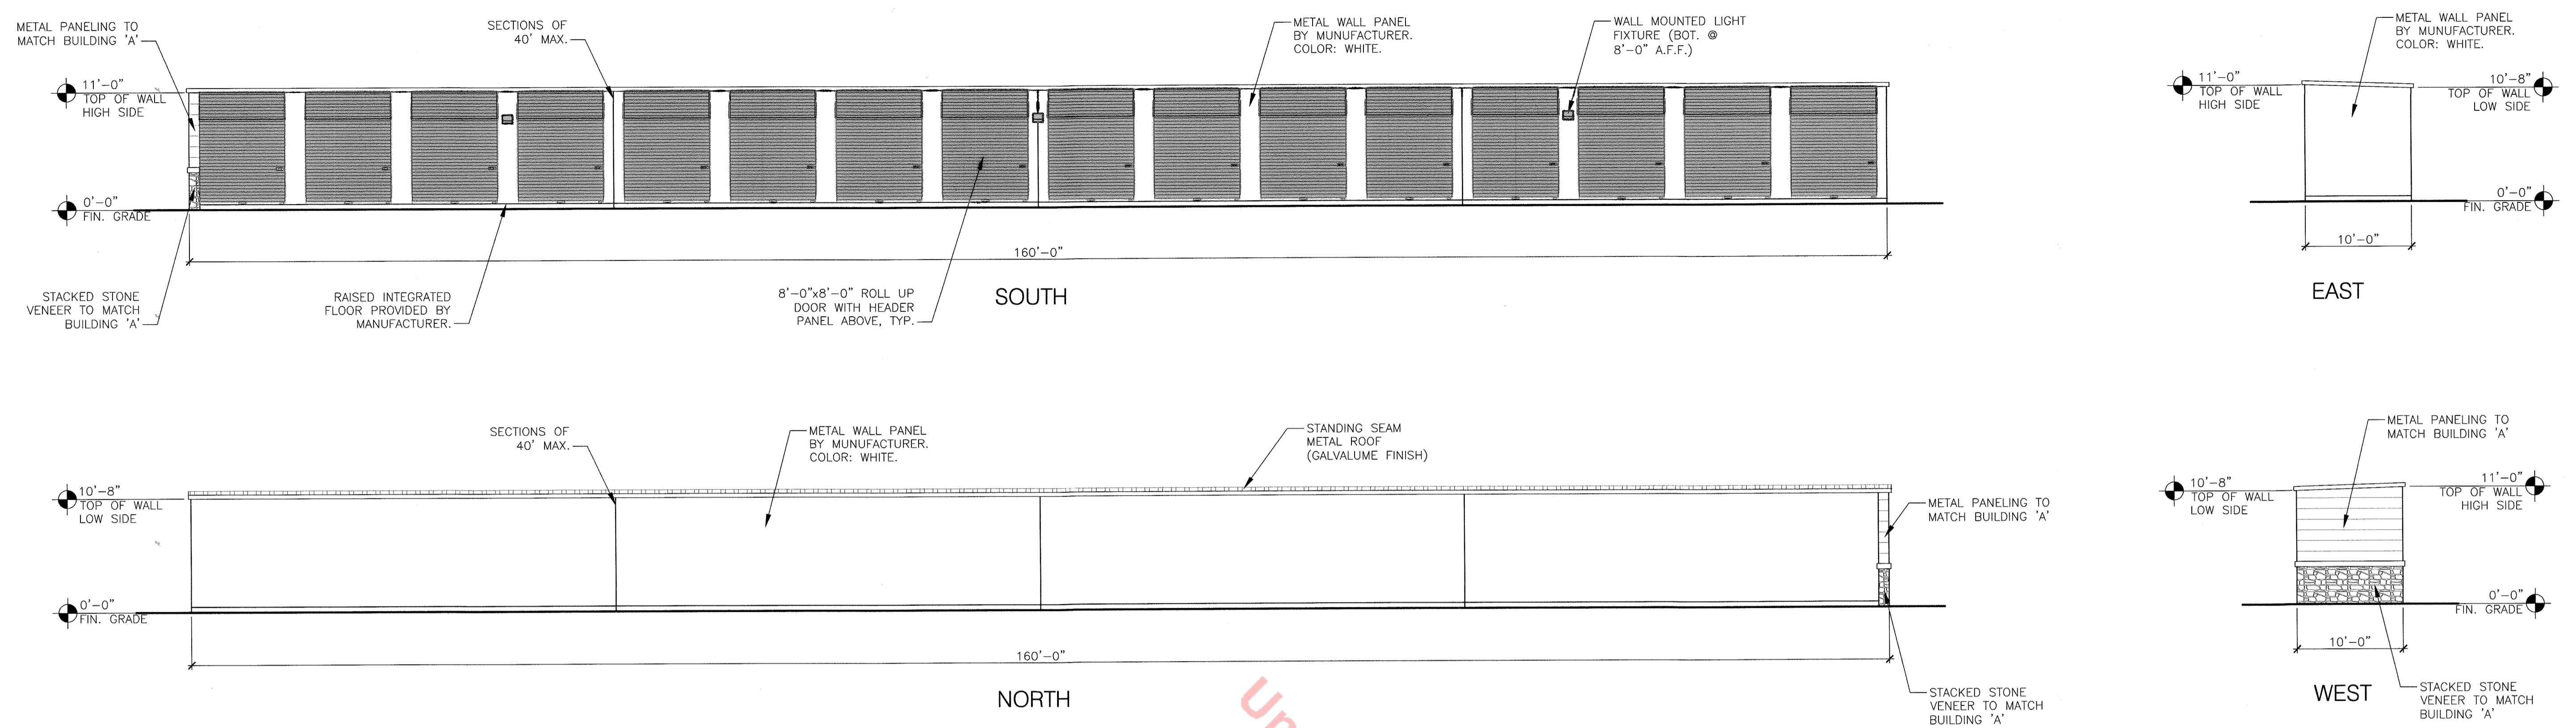 METAL PANELING TO
MATCH BUILDING 'A'
SECTIONS OF
40' MAX.
METAL WALL PANEL
BY MUNUFACTURER.
COLOR: WHITE.
WALL MOUNTED LIGHT
FIXTURE (BOT. @
8'-0" A.F.F.)
11'-0"
TOP OF WALL
HIGH SIDE
0'-0"
FIN. GRADE
160'-0"
STACKED STONE
VENEER TO MATCH
BUILDING 'A'
RAISED INTEGRATED
FLOOR PROVIDED BY
MANUFACTURER.
8'-0"x8'-0" ROLL UP
DOOR WITH HEADER
PANEL ABOVE, TYP.
SOUTH
METAL WALL PANEL
BY MUNUFACTURER.
COLOR: WHITE.
11'-0"
TOP OF WALL
HIGH SIDE
10'-8"
TOP OF WALL
LOW SIDE
0'-0"
FIN. GRADE
10'-0"
EAST
SECTIONS OF
40' MAX.
METAL WALL PANEL
BY MUNUFACTURER.
COLOR: WHITE.
STANDING SEAM
METAL ROOF
(GALVALUME FINISH)
10'-8"
TOP OF WALL
LOW SIDE
METAL PANELING TO
MATCH BUILDING 'A'
0'-0"
FIN. GRADE
160'-0"
NORTH
STACKED STONE
VENEER TO MATCH
BUILDING 'A'
METAL PANELING TO
MATCH BUILDING 'A'
10'-8"
TOP OF WALL
LOW SIDE
11'-0"
TOP OF WALL
HIGH SIDE
0'-0"
FIN. GRADE
10'-0"
WEST
STACKED STONE
VENEER TO MATCH
BUILDING 'A'